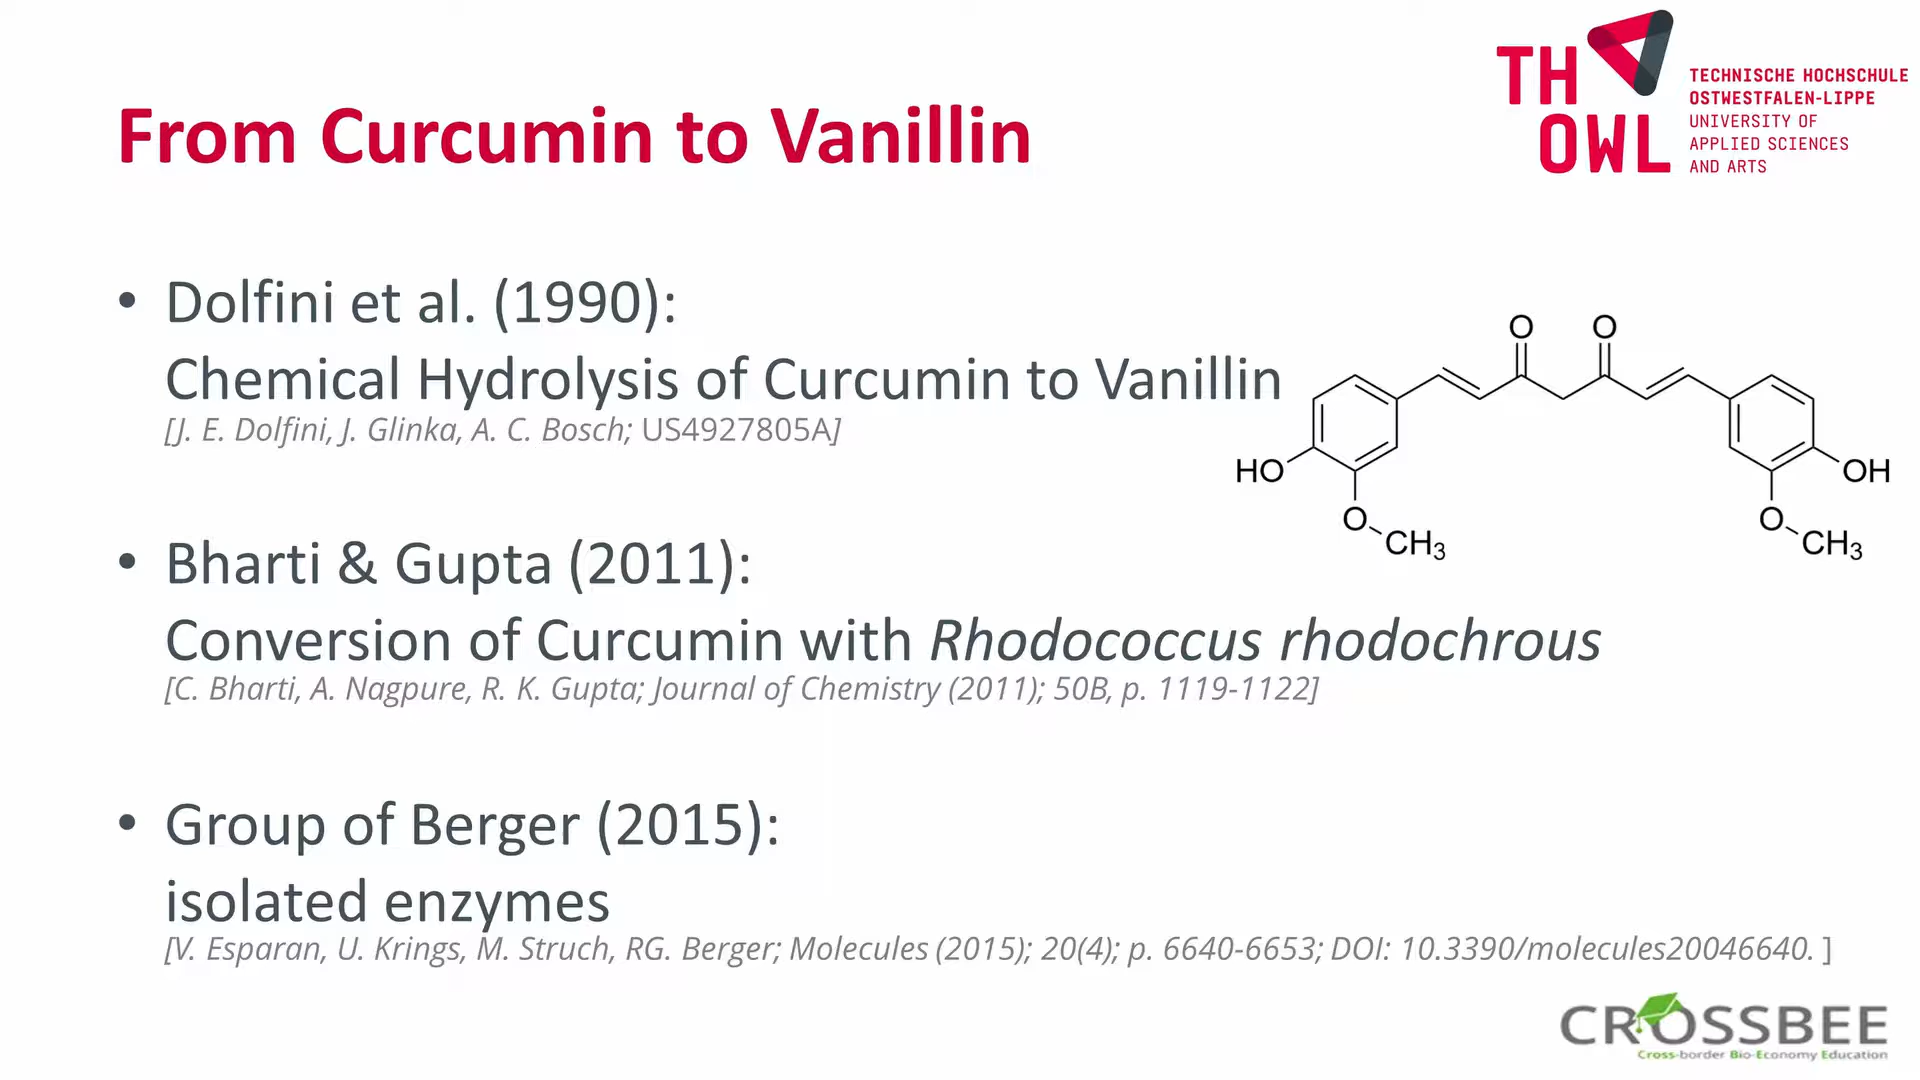 TH
OWL
TECHNISCHE HOCHSCHULE
OSTWESTFALEN-LIPPE
UNIVERSITY OF
APPLIED SCIENCES
AND ARTS
From Curcumin to Vanillin
• Dolfini et al. (1990):
Chemical Hydrolysis of Curcumin to Vanillin
[J. E. Dolfini, J. Glinka, A. C. Bosch; US4927805A]
O O
HO OH
O O
CH3 CH3
• Bharti & Gupta (2011):
Conversion of Curcumin with Rhodococcus rhodochrous
[C. Bharti, A. Nagpure, R. K. Gupta; Journal of Chemistry (2011); 50B, p. 1119-1122]
• Group of Berger (2015):
isolated enzymes
[V. Esparan, U. Krings, M. Struch, RG. Berger; Molecules (2015); 20(4); p. 6640-6653; DOI: 10.3390/molecules20046640. ]
CROSSBEE
Cross-border Bio-Economy Education